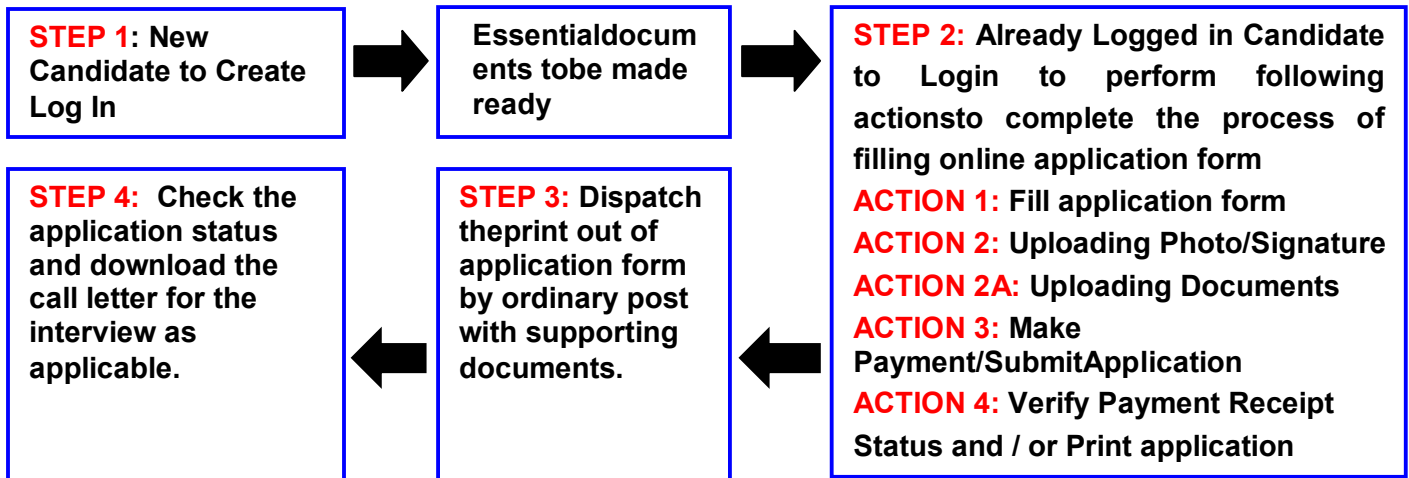 STEP 1: New
Candidate to Create
Log In
Essentialdocum
ents tobe made
ready
STEP 2: Already Logged in Candidate
to Login to perform following
actionsto complete the process of
filling online application form
ACTION 1: Fill application form
ACTION 2: Uploading Photo/Signature
ACTION 2A: Uploading Documents
ACTION 3: Make
Payment/SubmitApplication
ACTION 4: Verify Payment Receipt
Status and / or Print application
STEP 3: Dispatch
theprint out of
application form
by ordinary post
with supporting
documents.
STEP 4: Check the
application status
and download the
call letter for the
interview as
applicable.